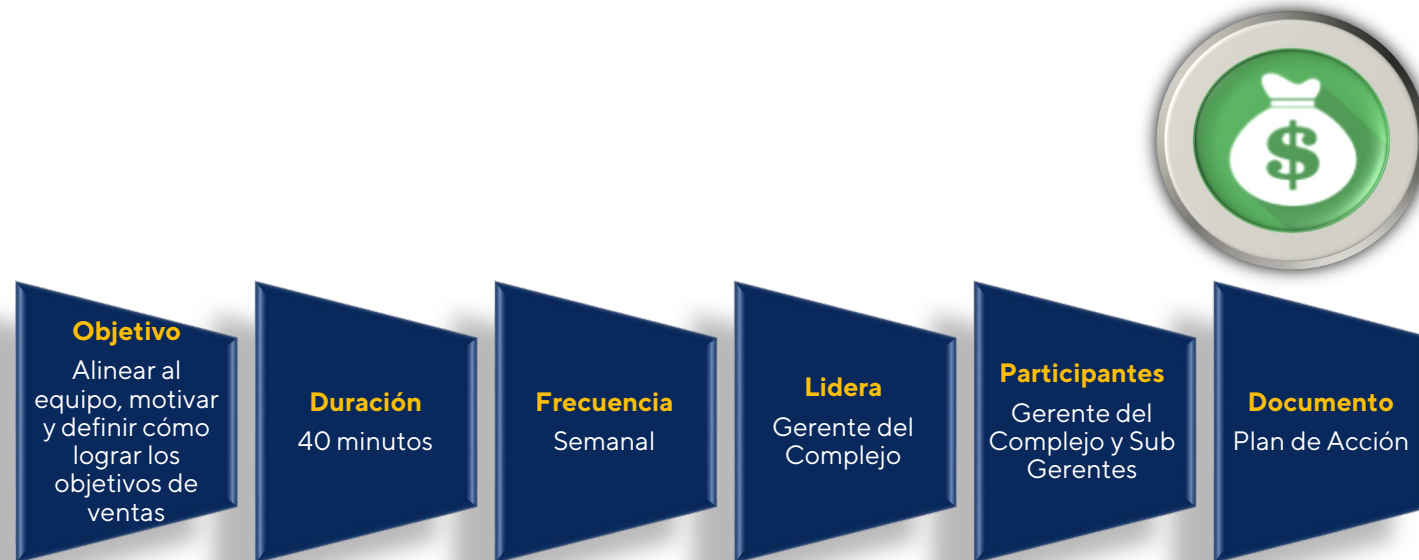 $
Objetivo
Alinear al
equipo, motivar
y definir cómo
lograr los
objetivos de
ventas
Duración
40 minutos
Frecuencia
Semanal
Lidera
Gerente del
Complejo
Participantes
Gerente del
Complejo y Sub
Gerentes
Documento
Plan de Acción